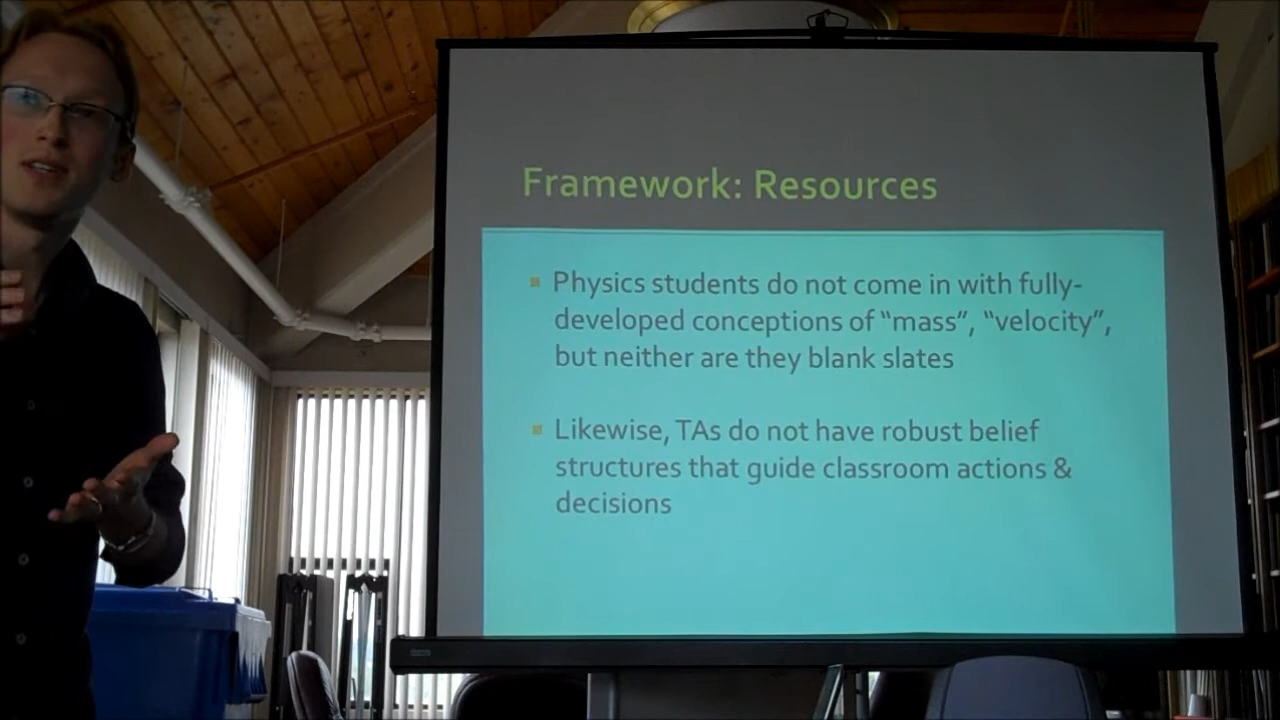 Framework: Resources
Physics students do not come in with fully-
developed conceptions of “mass”, “velocity”,
but neither are they blank slates
Likewise, TAs do not have robust belief
structures that guide classroom actions &
decisions